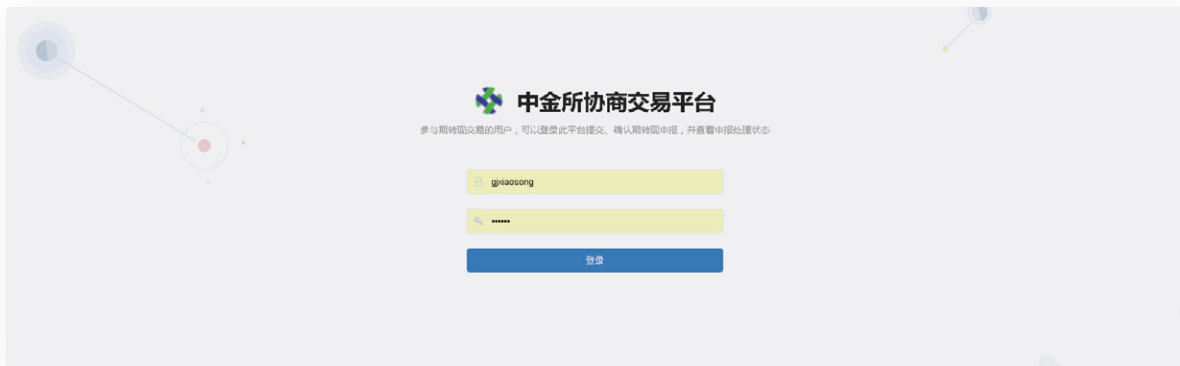 中金所协商交易平台
参与期转现交易的用户，可以登录此平台提交、确认期转现申报，并查看申报处理状态
gjxiaosong
••••••
登录